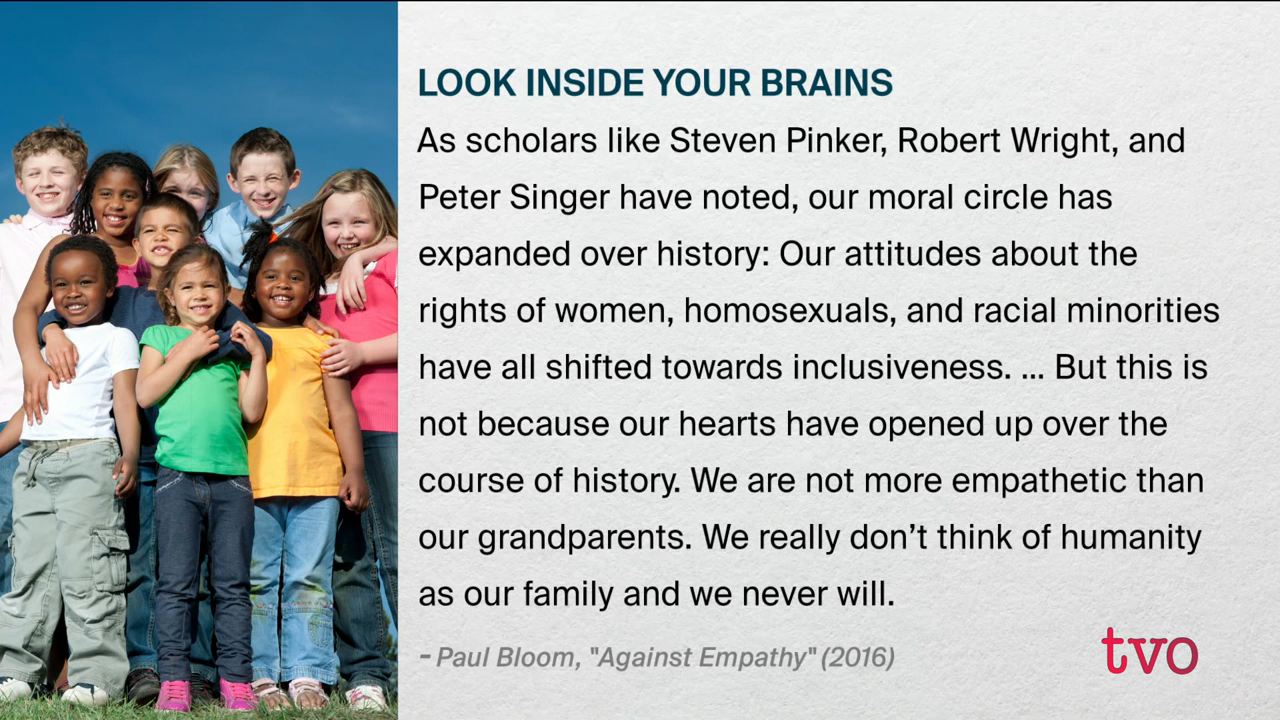 LOOK INSIDE YOUR BRAINS
As scholars like Steven Pinker, Robert Wright, and
Peter Singer have noted, our moral circle has
expanded over history: Our attitudes about the
rights of women, homosexuals, and racial minorities
have all shifted towards inclusiveness. ... But this is
not because our hearts have opened up over the
course of history. We are not more empathetic than
our grandparents. We really don’t think of humanity
as our family and we never will.
- Paul Bloom, "Against Empathy" (2016)
tvo